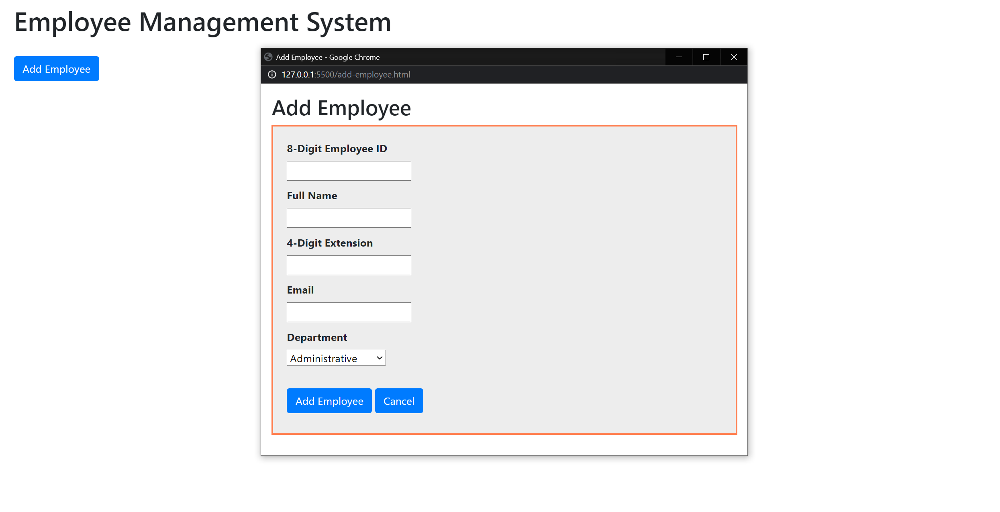 Employee Management System
Add Employee
Add Employee - Google Chrome
127.0.0.1:5500/add-employee.html
Add Employee
8-Digit Employee ID
Full Name
4-Digit Extension
Email
Department
Administrative
Add Employee Cancel